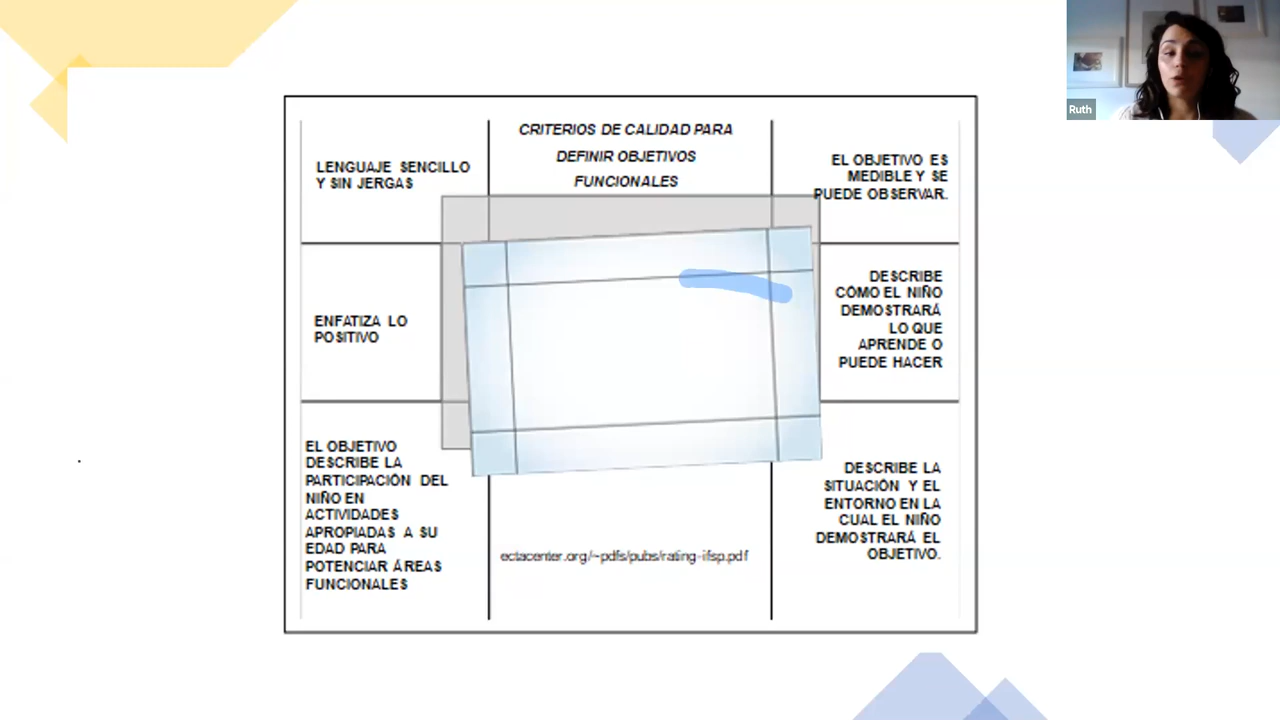 Ruth
CRITERIOS DE CALIDAD PARA
DEFINIR OBJETIVOS
FUNCIONALES
LENGUAJE SENCILLO
Y SIN JERGAS
EL OBJETIVO ES
MEDIBLE Y SE
PUEDE OBSERVAR.
ENFATIZA LO
POSITIVO
DESCRIBE
CÓMO EL NIÑO
DEMOSTRARÁ
LO QUE
APRENDE O
PUEDE HACER
EL OBJETIVO
DESCRIBE LA
PARTICIPACIÓN DEL
NIÑO EN
ACTIVIDADES
APROPIADAS A SU
EDAD PARA
POTENCIAR ÁREAS
FUNCIONALES
DESCRIBE LA
SITUACIÓN Y EL
ENTORNO EN LA
CUAL EL NIÑO
DEMOSTRARÁ EL
OBJETIVO.
ectacenter.org/~pdfs/pubs/rating-ifsp.pdf